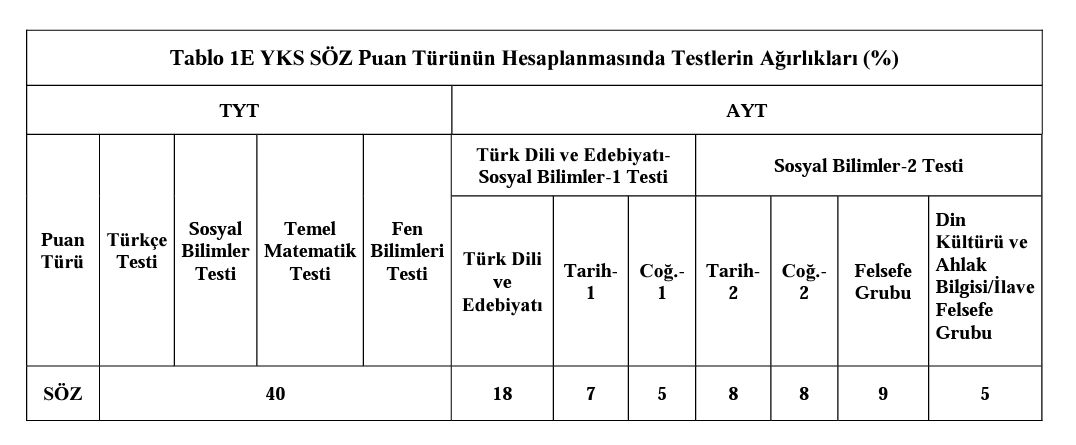 Tablo 1E YKS SÖZ Puan Türünün Hesaplanmasında Testlerin Ağırlıkları (%)
TYT
AYT
Puan
Türü
Türkçe
Testi
Sosyal
Bilimler
Testi
Temel
Matematik
Testi
Fen
Bilimleri
Testi
Türk Dili ve Edebiyatı-
Sosyal Bilimler-1 Testi
Sosyal Bilimler-2 Testi
Türk Dili
ve
Edebiyatı
Tarih-
1
Coğ.-
1
Tarih-
2
Coğ.-
2
Felsefe
Grubu
Din
Kültürü ve
Ahlak
Bilgisi/İlave
Felsefe
Grubu
SÖZ
40
18
7
5
8
8
9
5